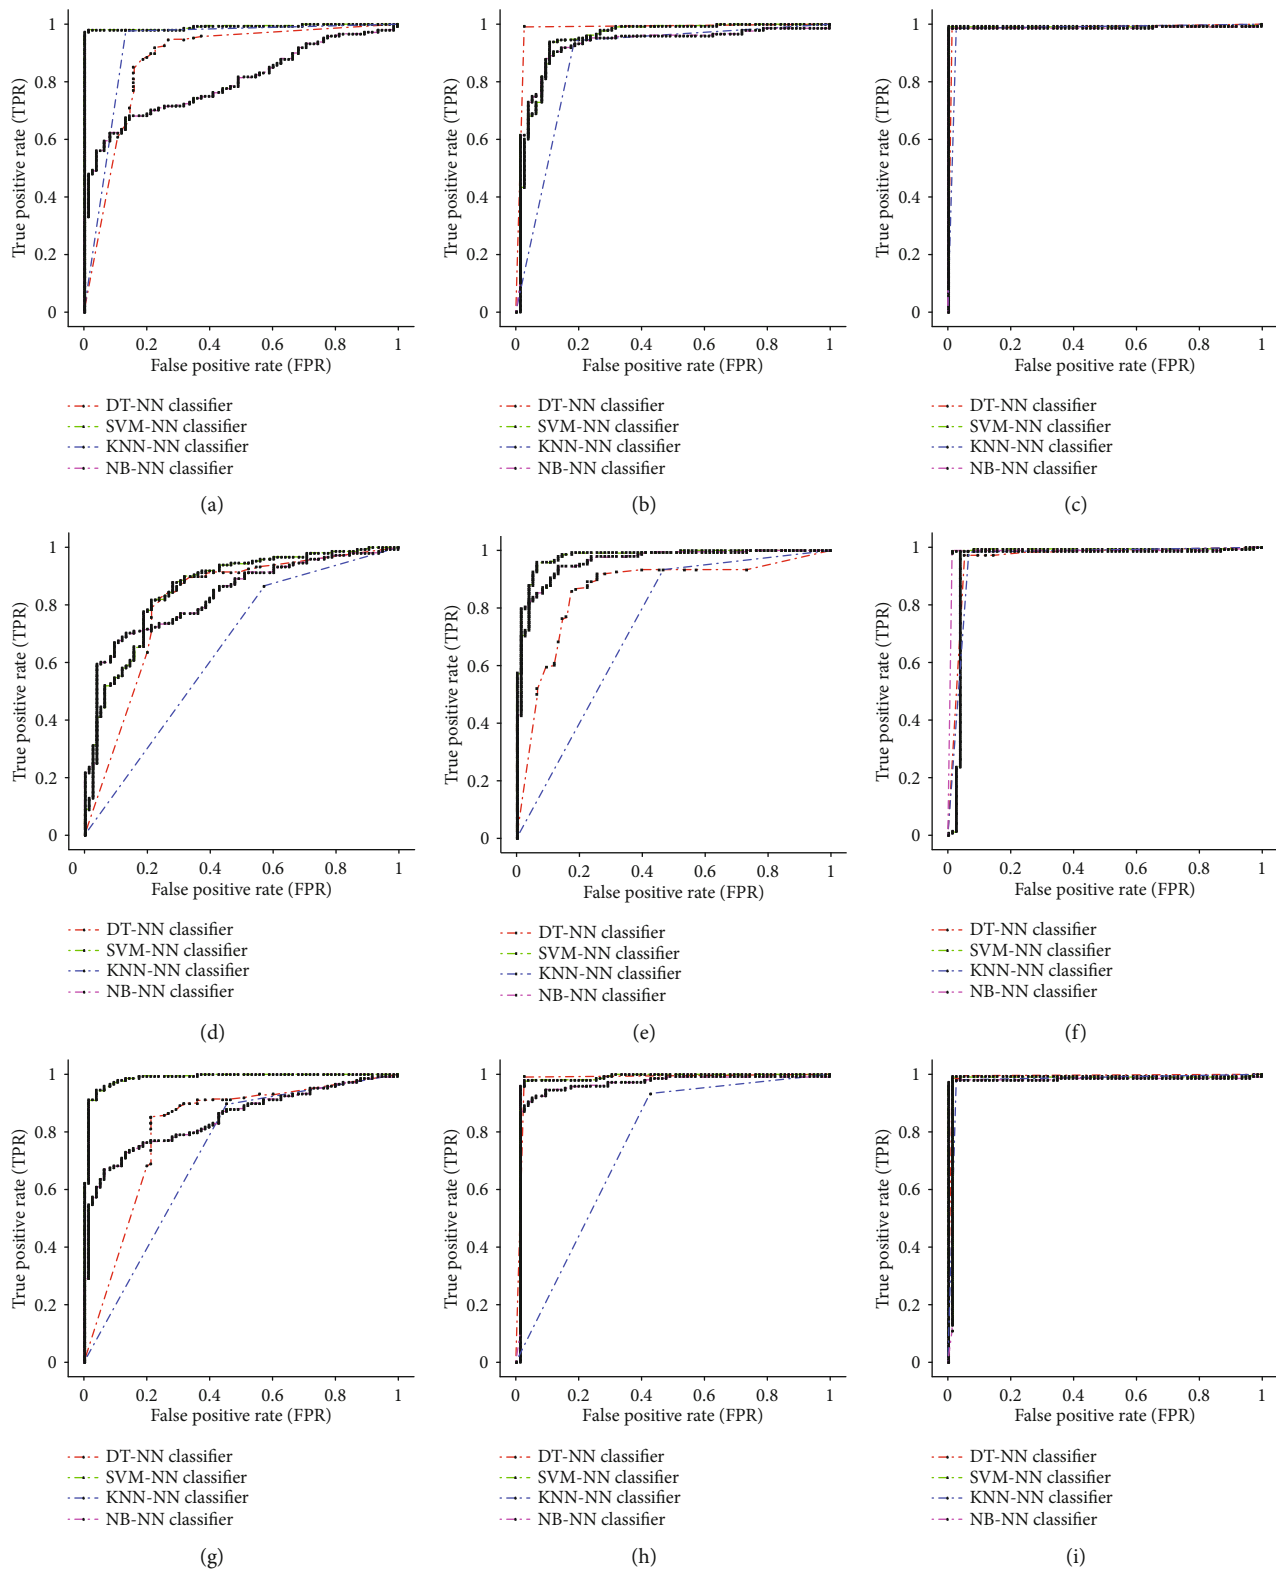 1
0.8
0.6
0.4
0.2
0
True positive rate (TPR)
0 0.2 0.4 0.6 0.8 1
False positive rate (FPR)
DT-NN classifier
SVM-NN classifier
KNN-NN classifier
NB-NN classifier
(a)
1
0.8
0.6
0.4
0.2
0
True positive rate (TPR)
0 0.2 0.4 0.6 0.8 1
False positive rate (FPR)
DT-NN classifier
SVM-NN classifier
KNN-NN classifier
NB-NN classifier
(b)
1
0.8
0.6
0.4
0.2
0
True positive rate (TPR)
0 0.2 0.4 0.6 0.8 1
False positive rate (FPR)
DT-NN classifier
SVM-NN classifier
KNN-NN classifier
NB-NN classifier
(c)
1
0.8
0.6
0.4
0.2
0
True positive rate (TPR)
0 0.2 0.4 0.6 0.8 1
False positive rate (FPR)
DT-NN classifier
SVM-NN classifier
KNN-NN classifier
NB-NN classifier
(d)
1
0.8
0.6
0.4
0.2
0
True positive rate (TPR)
0 0.2 0.4 0.6 0.8 1
False positive rate (FPR)
DT-NN classifier
SVM-NN classifier
KNN-NN classifier
NB-NN classifier
(e)
1
0.8
0.6
0.4
0.2
0
True positive rate (TPR)
0 0.2 0.4 0.6 0.8 1
False positive rate (FPR)
DT-NN classifier
SVM-NN classifier
KNN-NN classifier
NB-NN classifier
(f)
1
0.8
0.6
0.4
0.2
0
True positive rate (TPR)
0 0.2 0.4 0.6 0.8 1
False positive rate (FPR)
DT-NN classifier
SVM-NN classifier
KNN-NN classifier
NB-NN classifier
(g)
1
0.8
0.6
0.4
0.2
0
True positive rate (TPR)
0 0.2 0.4 0.6 0.8 1
False positive rate (FPR)
DT-NN classifier
SVM-NN classifier
KNN-NN classifier
NB-NN classifier
(h)
1
0.8
0.6
0.4
0.2
0
True positive rate (TPR)
0 0.2 0.4 0.6 0.8 1
False positive rate (FPR)
DT-NN classifier
SVM-NN classifier
KNN-NN classifier
NB-NN classifier
(i)